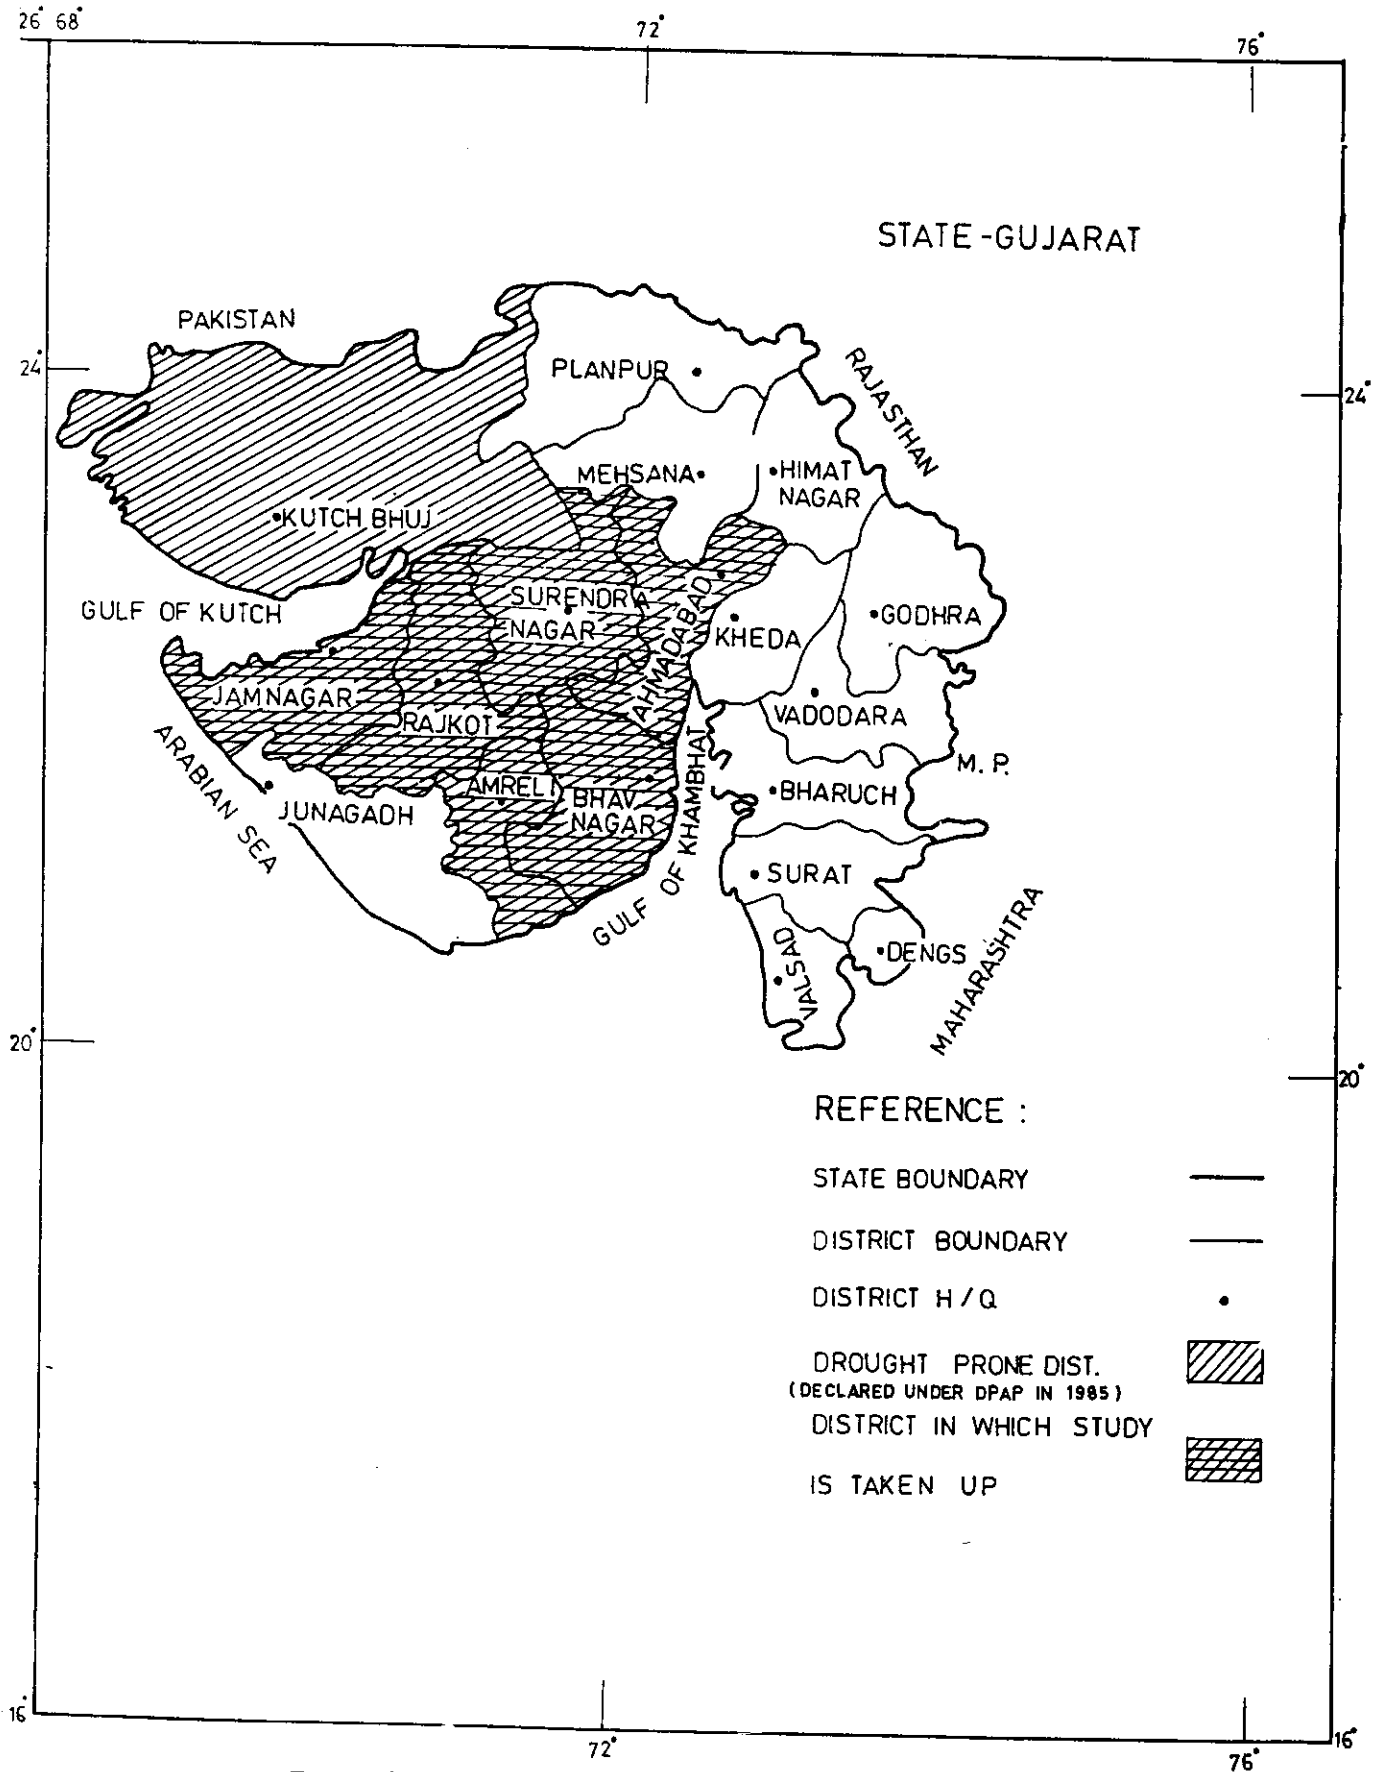 26° 68° 72° 76°
STATE-GUJARAT
PAKISTAN
24°
PLANPUR
RAJASTHAN
24°
MEHSANA
HIMAT
NAGAR
KUTCH BHUJ
GULF OF KUTCH
SURENDRA
NAGAR
AHMADABAD
KHEDA
GODHRA
JAMNAGAR
RAJKOT
VADODARA
ARABIAN SEA
M. P.
AMRELI
BHAV
NAGAR
BHARUCH
JUNAGADH
GULF OF KHAMBHAT
SURAT
VALSAD
DENGS
MAHARASHTRA
20°
20°
REFERENCE :
STATE BOUNDARY
DISTRICT BOUNDARY
DISTRICT H/Q
DROUGHT PRONE DIST.
(DECLARED UNDER DPAP IN 1985)
DISTRICT IN WHICH STUDY
IS TAKEN UP
16°
16°
72°
76°